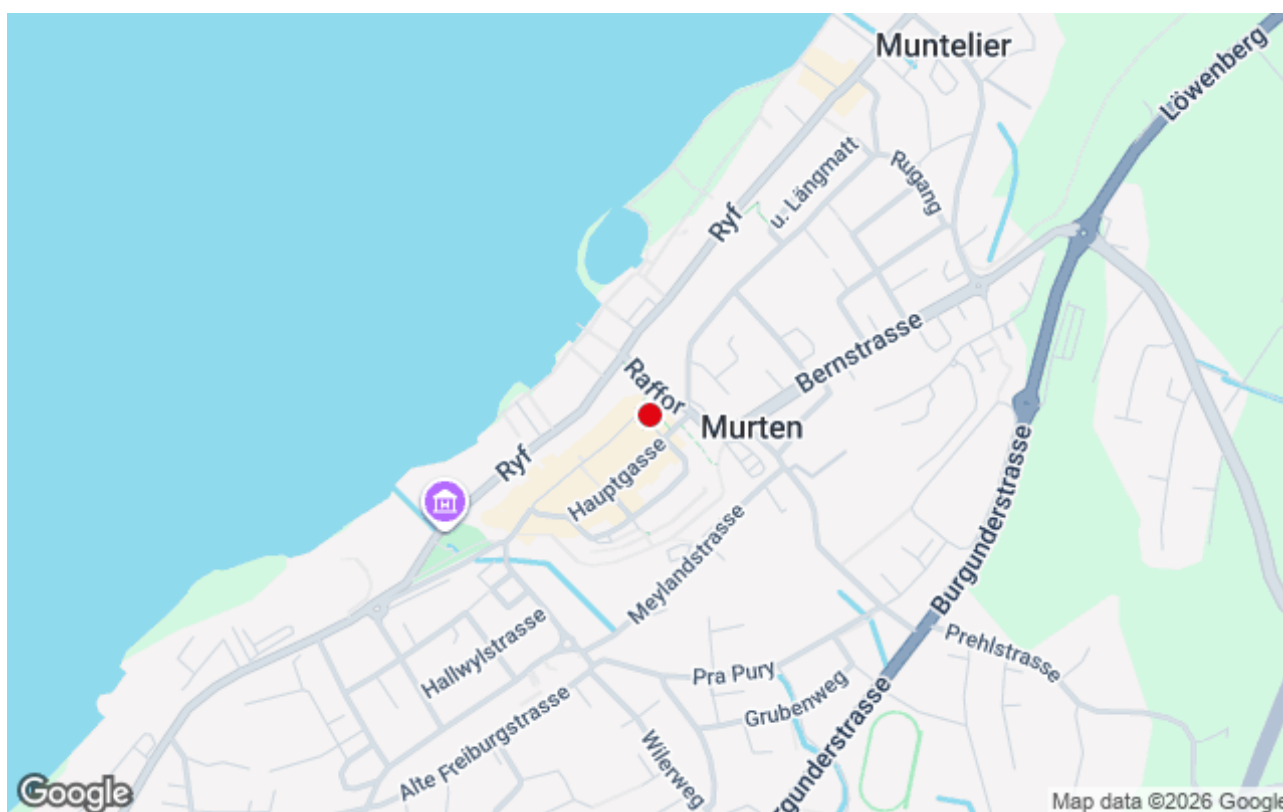 Muntelier
Löwenberg
u. Längmatt
Rugang
Ryf
Bernstrasse
Raffor
Murten
Ryf
Hauptgasse
Burgunderstrasse
Meylandstrasse
Prehlstrasse
Hallwylstrasse
Pra Pury
Grubenweg
Alte Freiburgstrasse
Wilerweg
rgunderstrasse
H
Google
Map data ©2026 Google